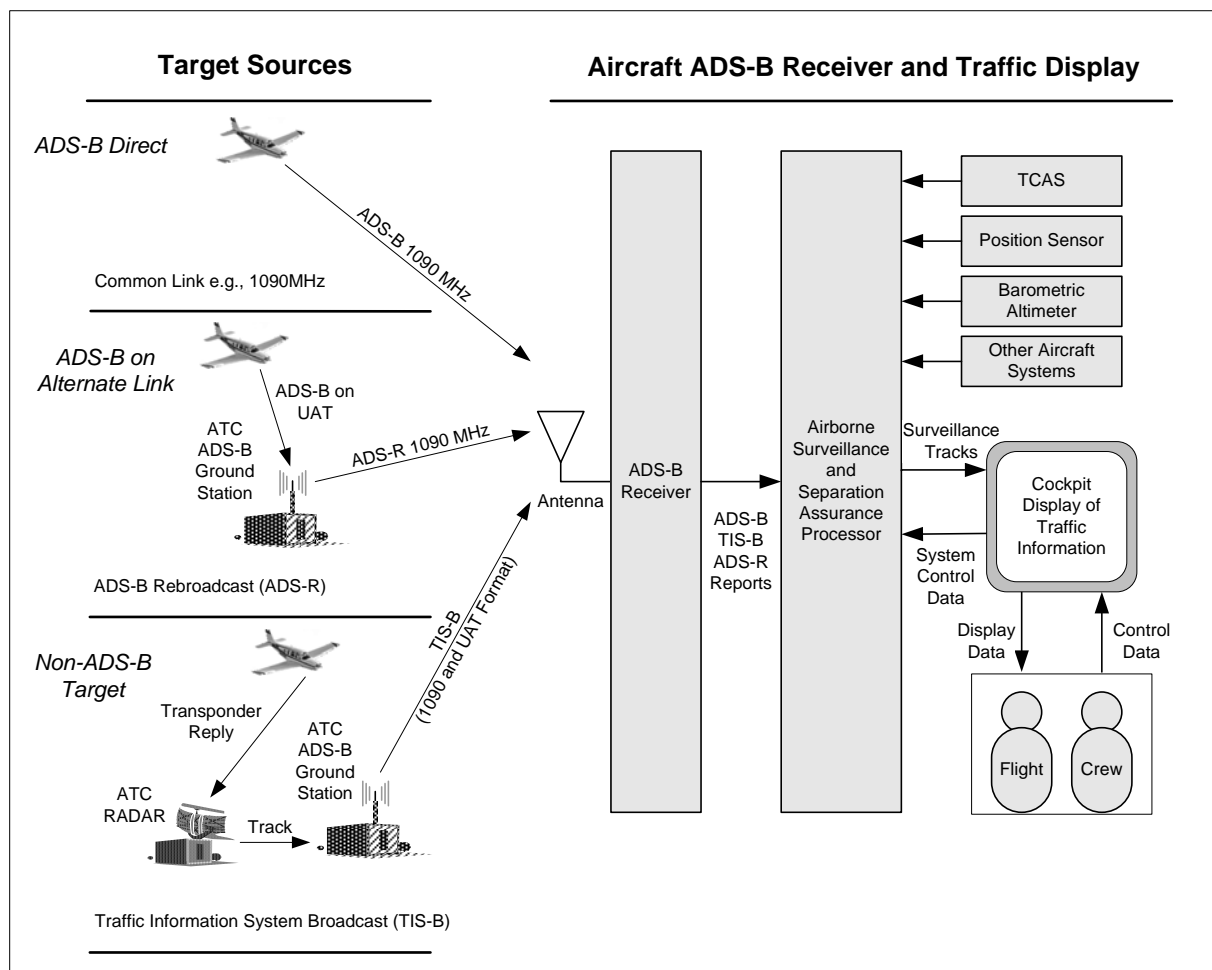 Target Sources
Aircraft ADS-B Receiver and Traffic Display
ADS-B Direct
ADS-B 1090 MHz
Common Link e.g., 1090MHz
ADS-B on
Alternate Link
ADS-B on
UAT
ATC
ADS-B
Ground
Station
ADS-R 1090 MHz
ADS-B Rebroadcast (ADS-R)
Non-ADS-B
Target
Transponder
Reply
ATC
RADAR
Track
ATC
ADS-B
Ground
Station
TIS-B
(1090 and UAT Format)
Traffic Information System Broadcast (TIS-B)
Antenna
ADS-B
Receiver
ADS-B
TIS-B
ADS-R
Reports
Airborne
Surveillance
and
Separation
Assurance
Processor
TCAS
Position Sensor
Barometric
Altimeter
Other Aircraft
Systems
Surveillance
Tracks
System
Control
Data
Cockpit
Display of
Traffic
Information
Display
Data
Control
Data
Flight
Crew